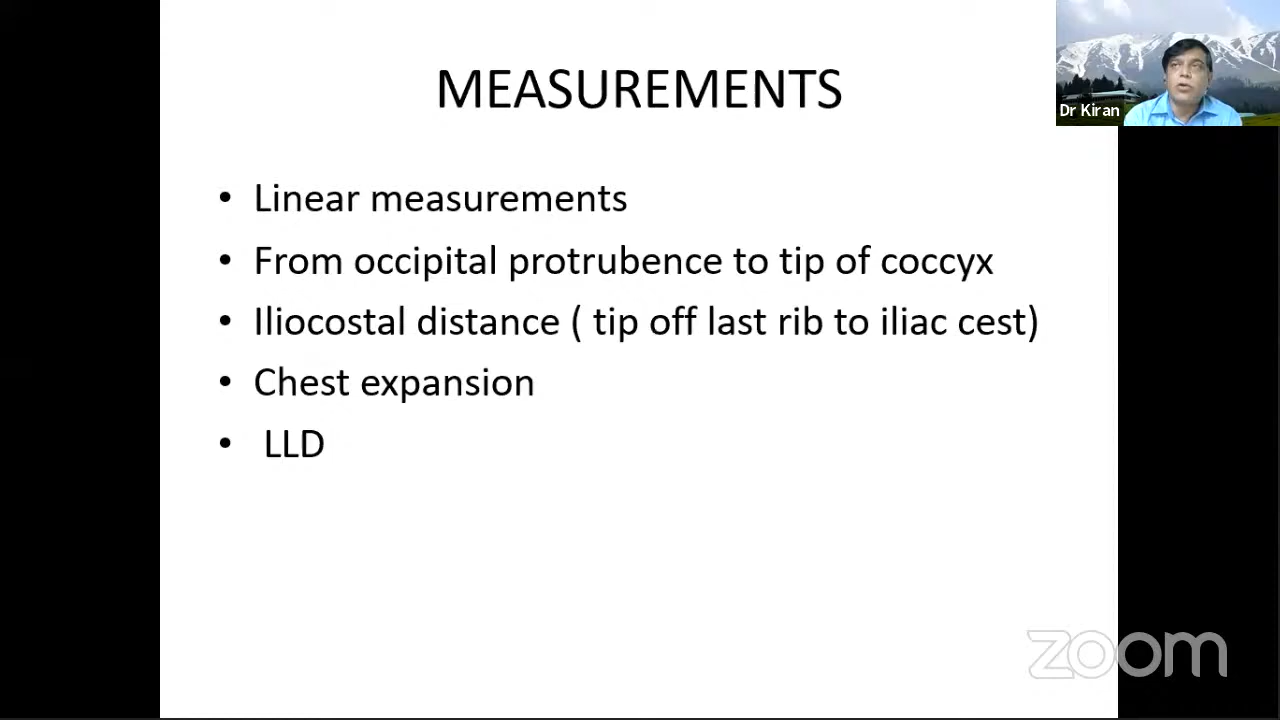 MEASUREMENTS
Dr Kiran
• Linear measurements
• From occipital protrubence to tip of coccyx
• Iliocostal distance ( tip off last rib to iliac cest)
• Chest expansion
• LLD
zoom